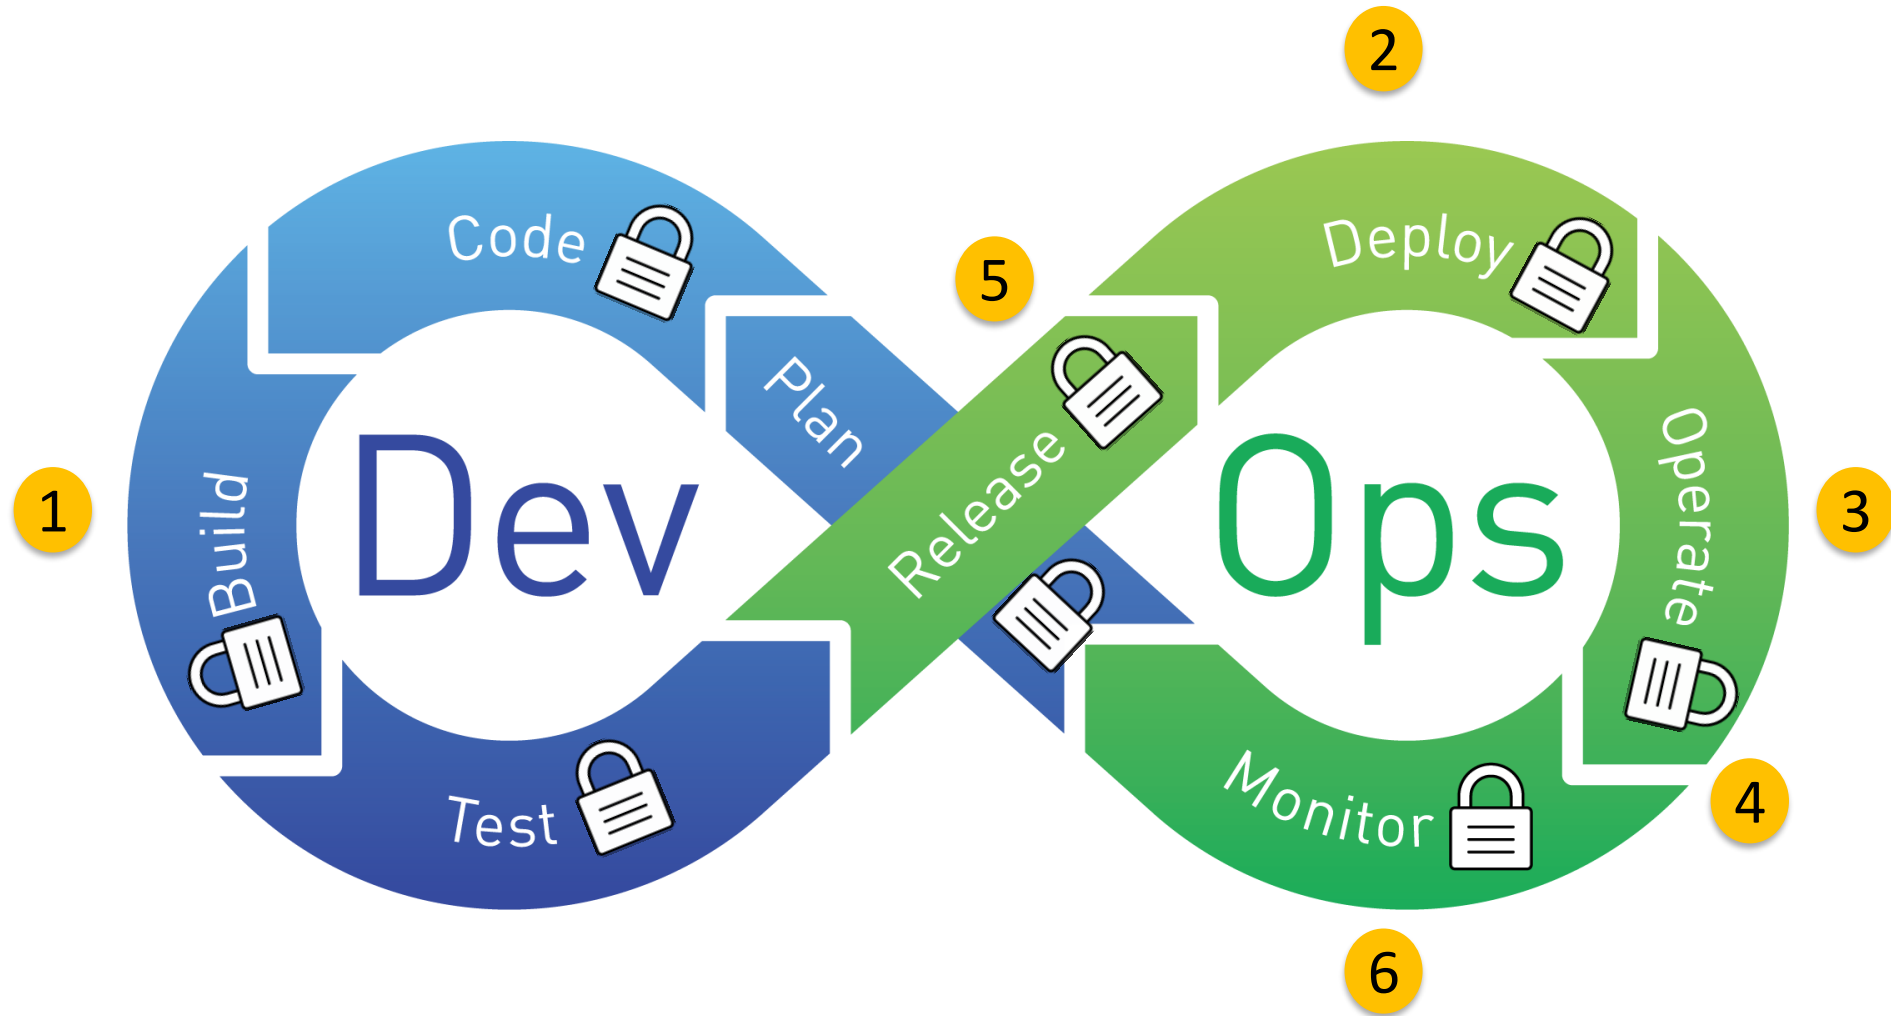 2
Code
Deploy
5
Plan
Release
Operate
1
Build
Dev
Ops
3
Test
Monitor
4
6